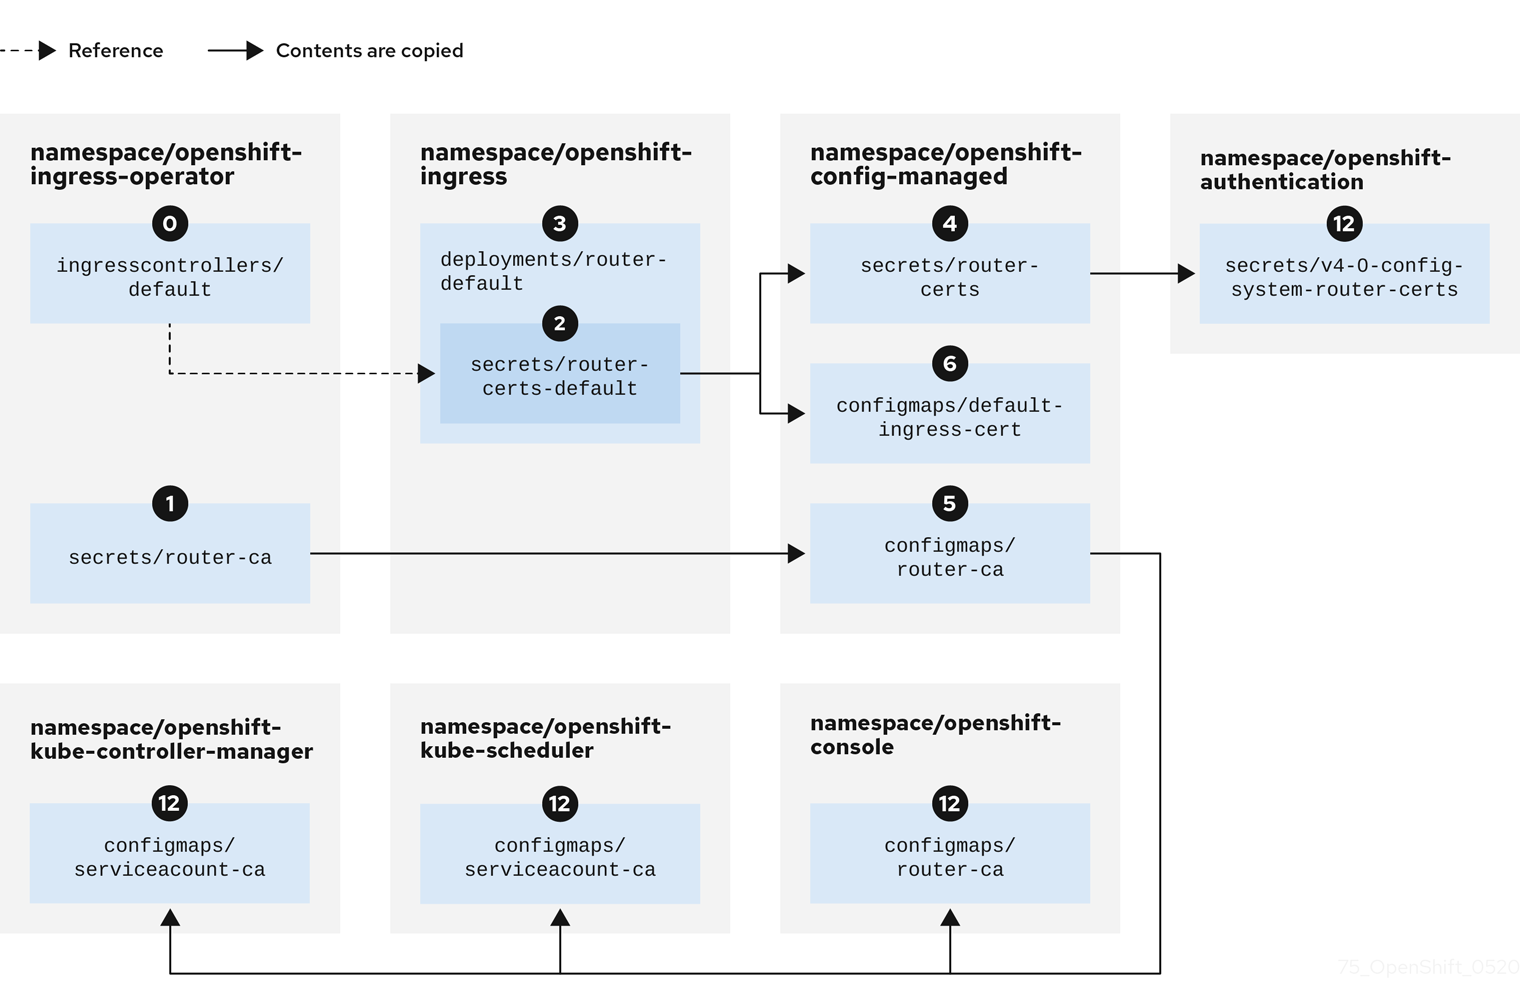 Reference
Contents are copied
namespace/openshift-
ingress-operator
0
ingresscontrollers/
default
1
secrets/router-ca
namespace/openshift-
ingress
3
deployments/router-
default
2
secrets/router-
certs-default
namespace/openshift-
config-managed
4
secrets/router-
certs
6
configmaps/default-
ingress-cert
5
configmaps/
router-ca
namespace/openshift-
authentication
12
secrets/v4-0-config-
system-router-certs
namespace/openshift-
kube-controller-manager
12
configmaps/
serviceacount-ca
namespace/openshift-
kube-scheduler
12
configmaps/
serviceacount-ca
namespace/openshift-
console
12
configmaps/
router-ca
75_OpenShift_0520